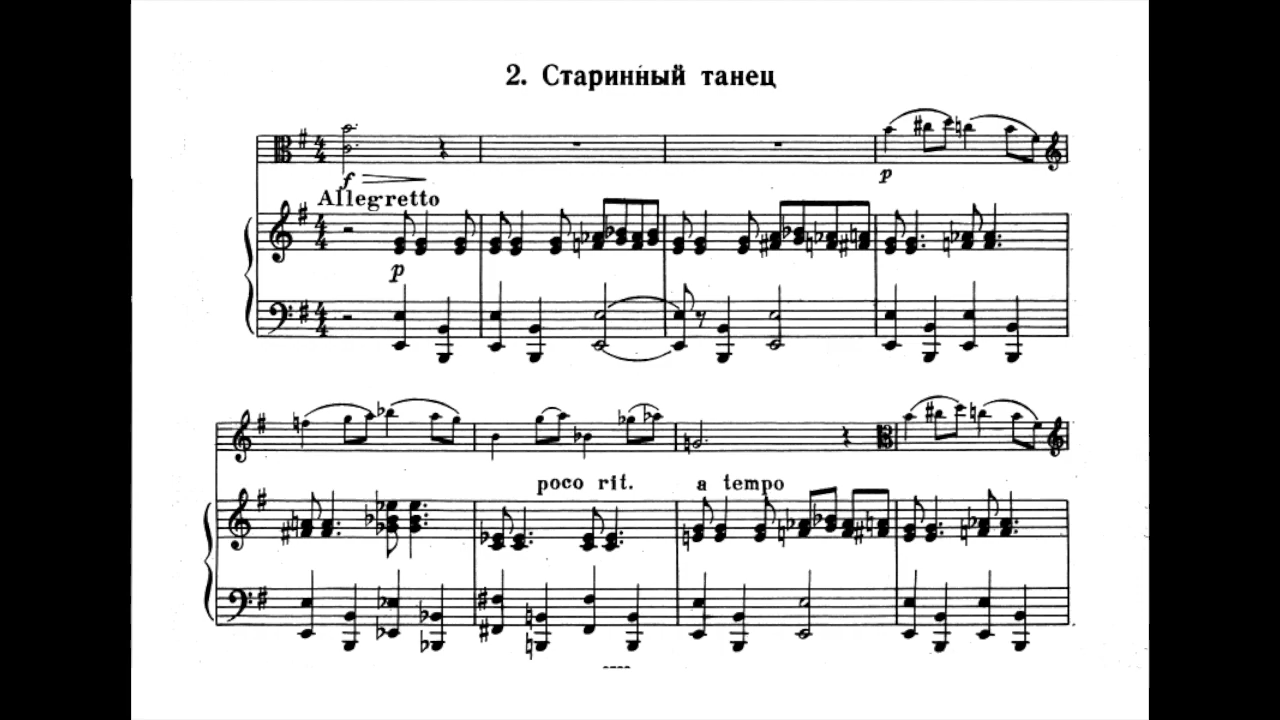 2. Старинный танец
f
p
Allegretto
p
poco rit. a tempo